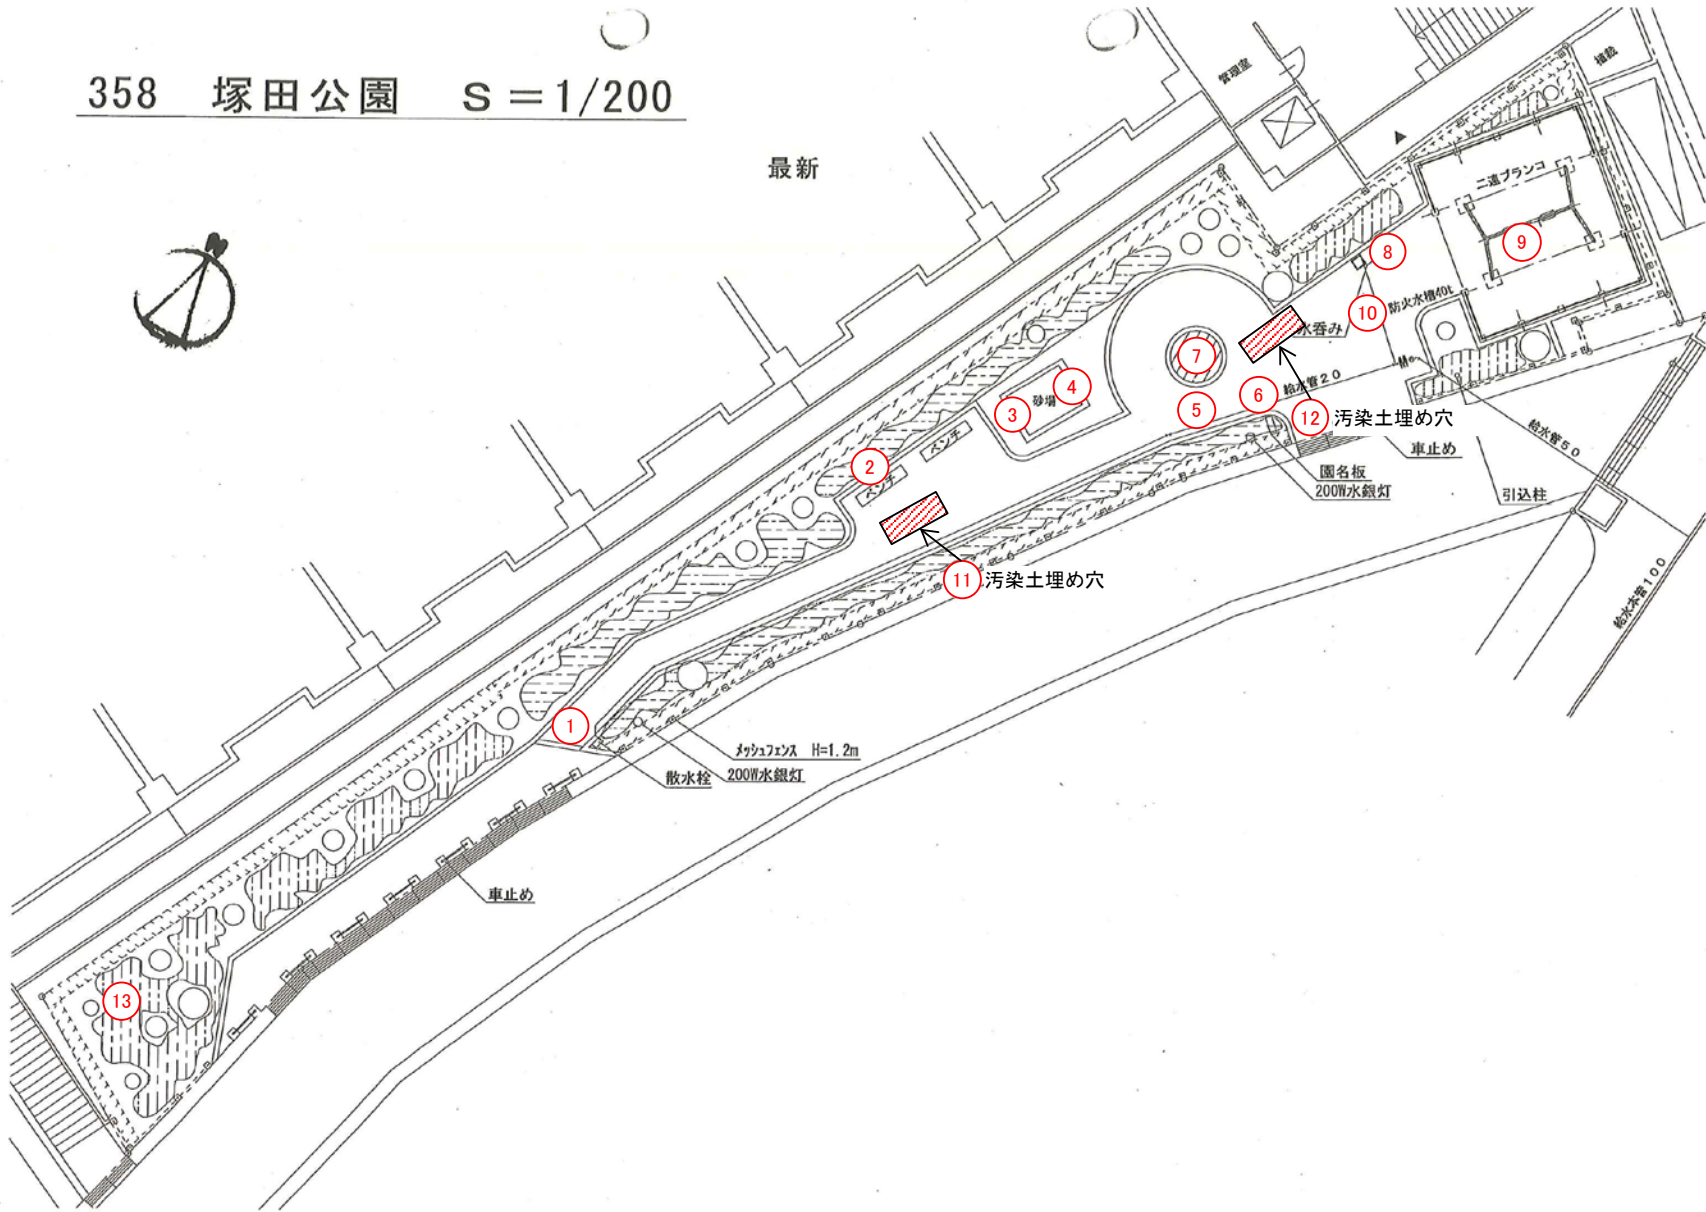 358 塚田公園 S=1/200
最新
管理室
植栽
二連ブランコ
9
8
防火水槽40t
10
水呑み
7
4
砂場
3
給水管20
6
5
12 汚染土埋め穴
車止め
園名板
200W水銀灯
給水管50
引込柱
ベンチ
2
ベンチ
11 汚染土埋め穴
給水本管100
1
メッシュフェンス H=1.2m
散水栓
200W水銀灯
車止め
13